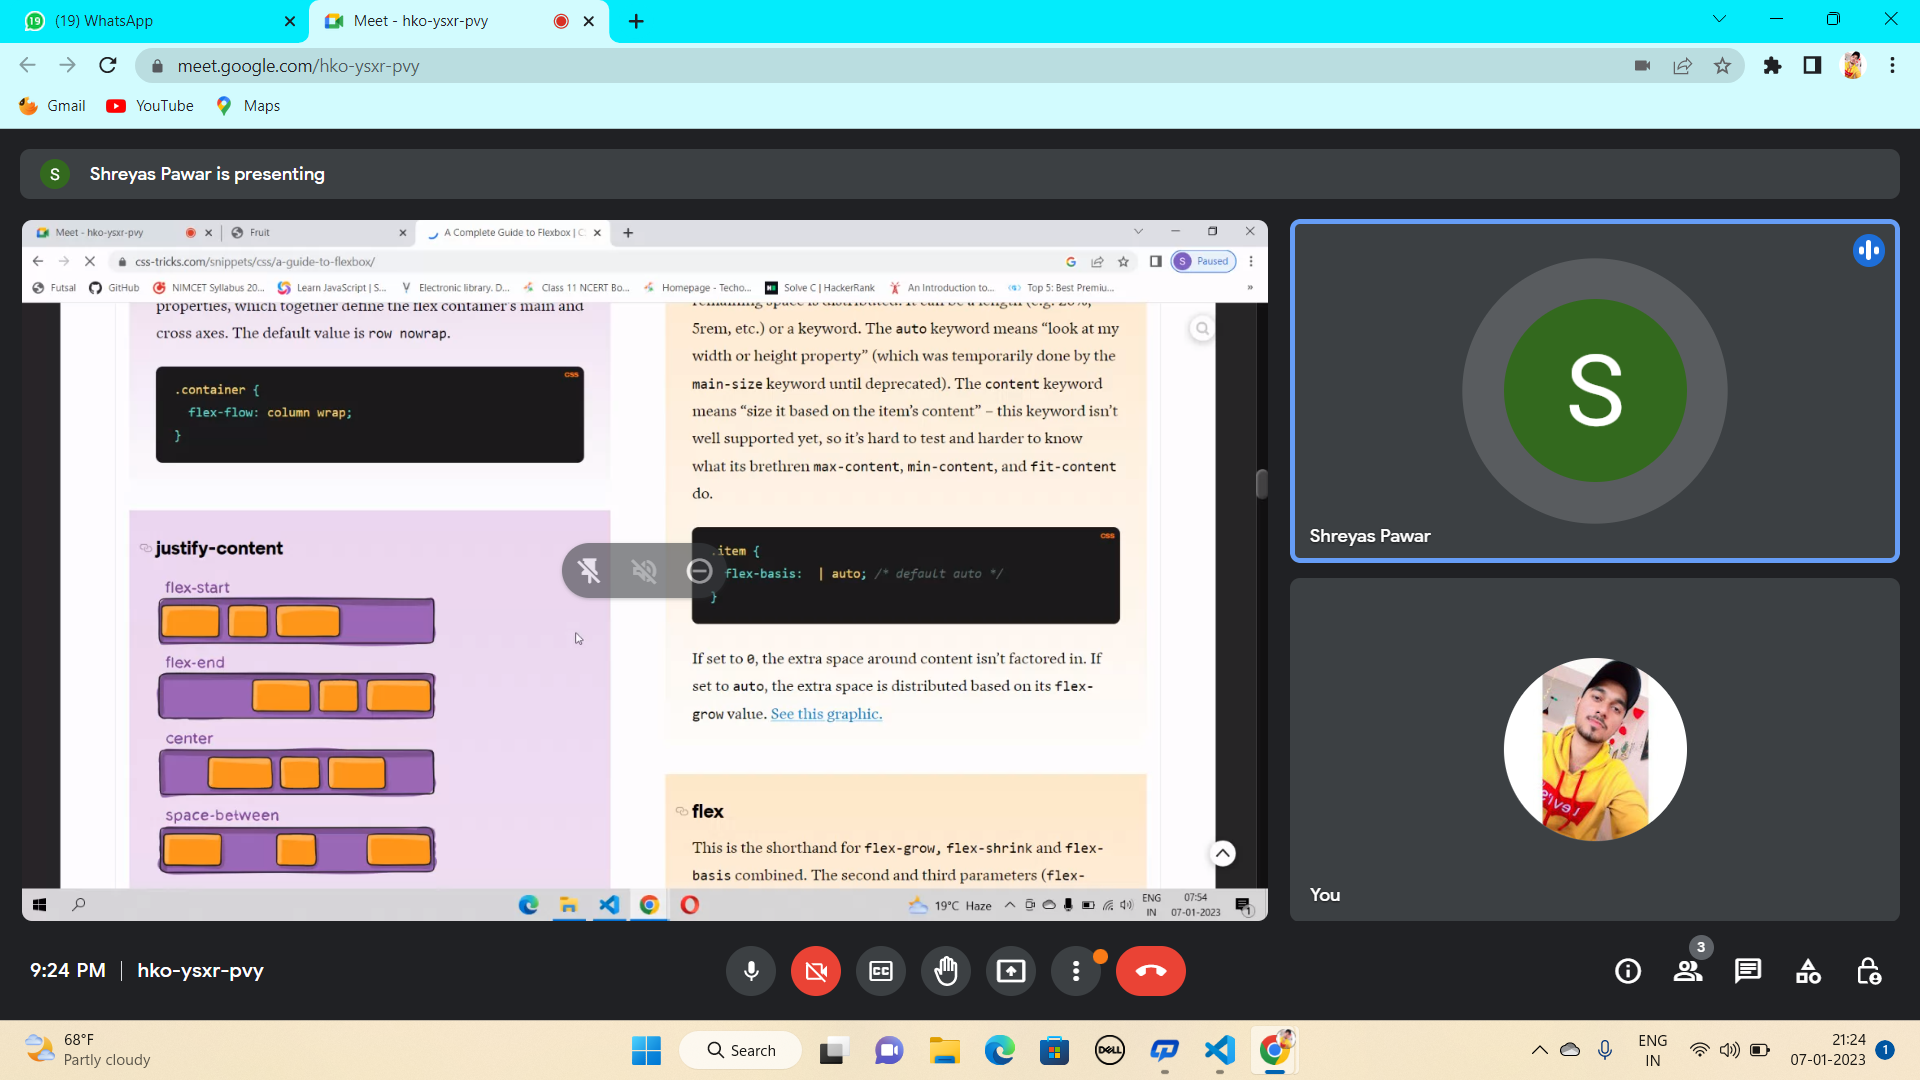 (19) WhatsApp
Meet - hko-ysxr-pvy
meet.google.com/hko-ysxr-pvy
Gmail
YouTube
Maps
S
Shreyas Pawar is presenting
Meet - hko-ysxr-pvy
Fruit
A Complete Guide to Flexbox | C
css-tricks.com/snippets/css/a-guide-to-flexbox/
S
Paused
Futsal
GitHub
NIMCET Syllabus 20...
Learn JavaScript | S...
Electronic library. D...
Class 11 NCERT Bo...
Homepage - Techo...
Solve C | HackerRank
An Introduction to...
Top 5: Best Premiu...
»
properties, which together define the flex container's main and
cross axes. The default value is row nowrap.
CSS
.container {
flex-flow: column wrap;
}
justify-content
flex-start
flex-end
center
space-between
remaining space is distributed. It can be a length (e.g. 20%,
5rem, etc.) or a keyword. The auto keyword means “look at my
width or height property” (which was temporarily done by the
main-size keyword until deprecated). The content keyword
means “size it based on the item's content” – this keyword isn't
well supported yet, so it's hard to test and harder to know
what its brethren max-content, min-content, and fit-content
do.
CSS
.item {
flex-basis:  | auto; /* default auto */
}
If set to 0, the extra space around content isn't factored in. If
set to auto, the extra space is distributed based on its flex-
grow value. See this graphic.
flex
This is the shorthand for flex-grow, flex-shrink and flex-
basis combined. The second and third parameters (flex-
19°C Haze
ENG
IN
07:54
07-01-2023
1
S
Shreyas Pawar
You
9:24 PM | hko-ysxr-pvy
CC
3
68°F
Partly cloudy
Search
DELL
ENG
IN
21:24
07-01-2023
1